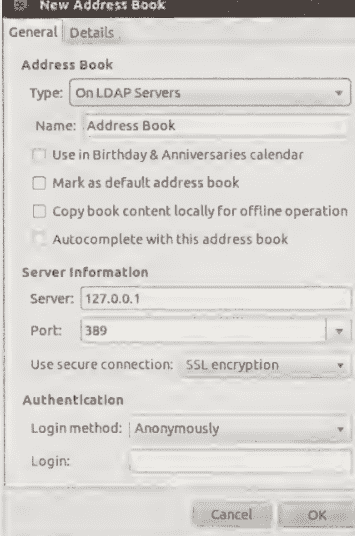 New Address Book
General Details
Address Book
Type: On LDAP Servers
Name: Address Book
Use in Birthday & Anniversaries calendar
Mark as default address book
Copy book content locally for offline operation
Autocomplete with this address book
Server Information
Server: 127.0.0.1
Port: 389
Use secure connection: SSL encryption
Authentication
Login method: Anonymously
Login:
Cancel OK